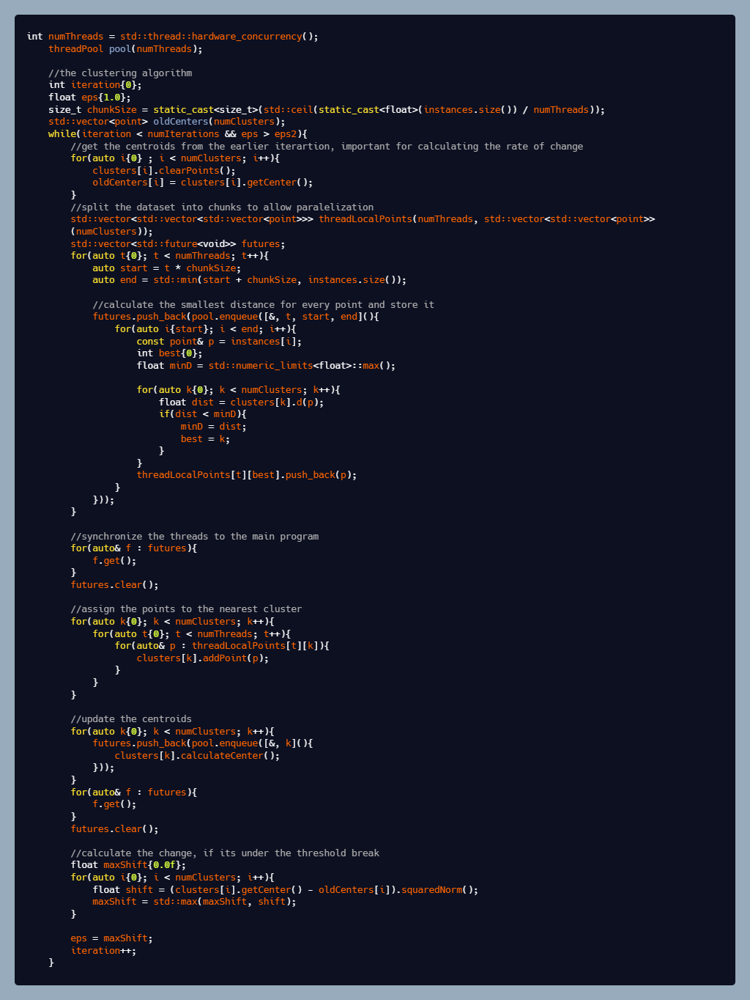 int numThreads = std::thread::hardware_concurrency();
    threadPool pool(numThreads);

    //the clustering algorithm
    int iteration{0};
    float eps{1.0};
    size_t chunkSize = static_cast<size_t>(std::ceil(static_cast<float>(instances.size()) / numThreads));
    std::vector<point> oldCenters(numClusters);
    while(iteration < numIterations && eps > eps2){
        //get the centroids from the earlier iterartion, important for calculating the rate of change
        for(auto i{0} ; i < numClusters; i++){
            clusters[i].clearPoints();
            oldCenters[i] = clusters[i].getCenter();
        }
        //split the dataset into chunks to allow paralelization
        std::vector<std::vector<std::vector<point>>> threadLocalPoints(numThreads, std::vector<std::vector<point>>
        (numClusters));
        std::vector<std::future<void>> futures;
        for(auto t{0}; t < numThreads; t++){
            auto start = t * chunkSize;
            auto end = std::min(start + chunkSize, instances.size());

            //calculate the smallest distance for every point and store it
            futures.push_back(pool.enqueue([&, t, start, end](){
                for(auto i{start}; i < end; i++){
                    const point& p = instances[i];
                    int best{0};
                    float minD = std::numeric_limits<float>::max();

                    for(auto k{0}; k < numClusters; k++){
                        float dist = clusters[k].d(p);
                        if(dist < minD){
                            minD = dist;
                            best = k;
                        }
                    }
                    threadLocalPoints[t][best].push_back(p);
                }
            }));
        }

        //synchronize the threads to the main program
        for(auto& f : futures){
            f.get();
        }
        futures.clear();

        //assign the points to the nearest cluster
        for(auto k{0}; k < numClusters; k++){
            for(auto t{0}; t < numThreads; t++){
                for(auto& p : threadLocalPoints[t][k]){
                    clusters[k].addPoint(p);
                }
            }
        }

        //update the centroids
        for(auto k{0}; k < numClusters; k++){
            futures.push_back(pool.enqueue([&, k](){
                clusters[k].calculateCenter();
            }));
        }
        for(auto& f : futures){
            f.get();
        }
        futures.clear();

        //calculate the change, if its under the threshold break
        float maxShift{0.0f};
        for(auto i{0}; i < numClusters; i++){
            float shift = (clusters[i].getCenter() - oldCenters[i]).squaredNorm();
            maxShift = std::max(maxShift, shift);
        }

        eps = maxShift;
        iteration++;
    }